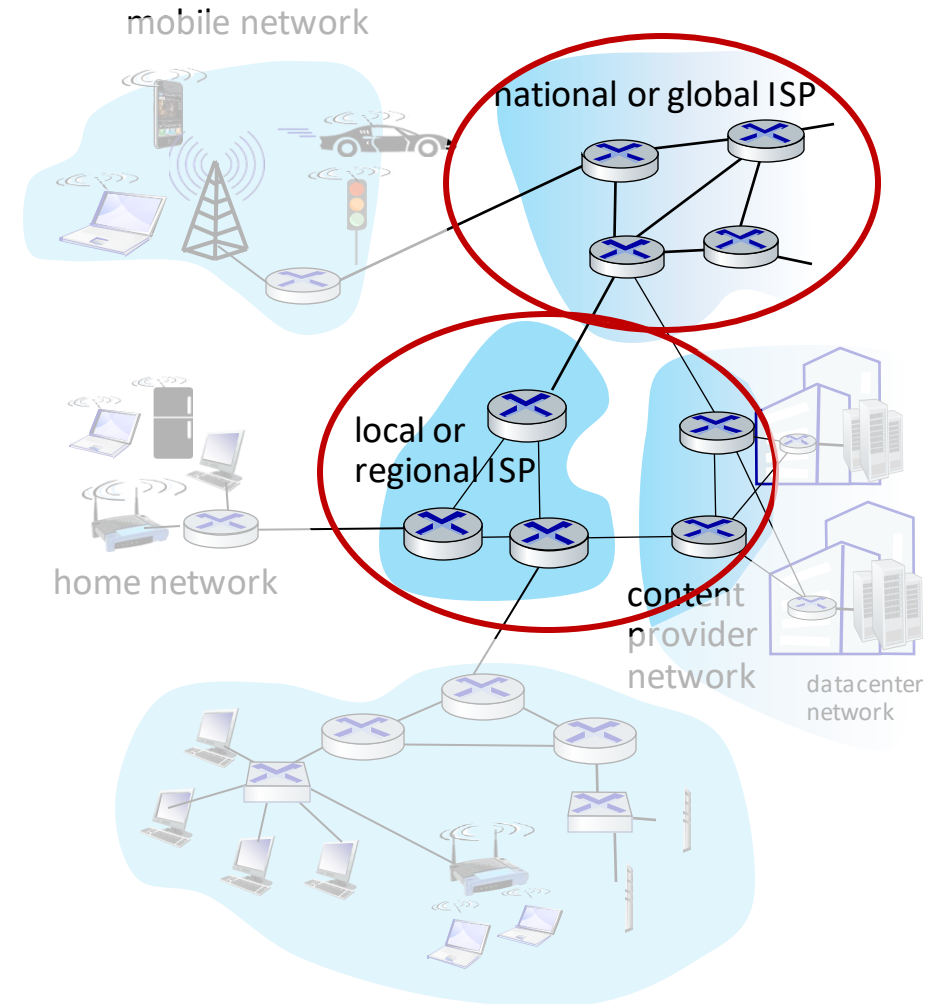 mobile network
national or global ISP
local or
regional ISP
home network
content
provider
network
datacenter
network